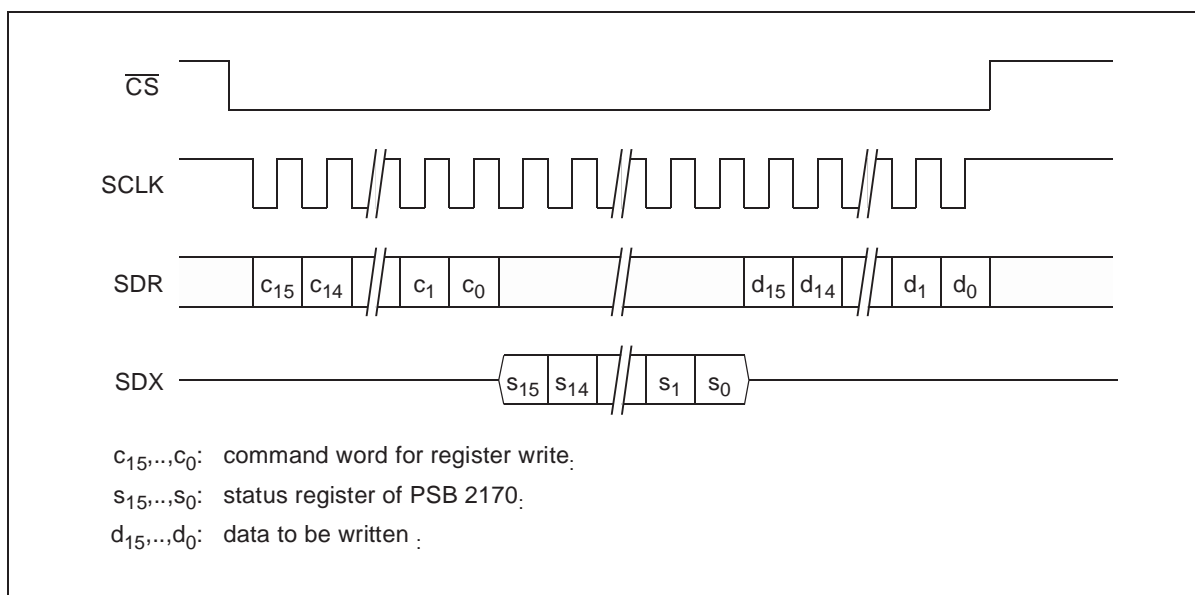 CS
SCLK
SDR c15 c14 c1 c0 d15 d14 d1 d0
SDX s15 s14 s1 s0
c15,..,c0: command word for register write:
s15,..,s0: status register of PSB 2170:
d15,..,d0: data to be written :